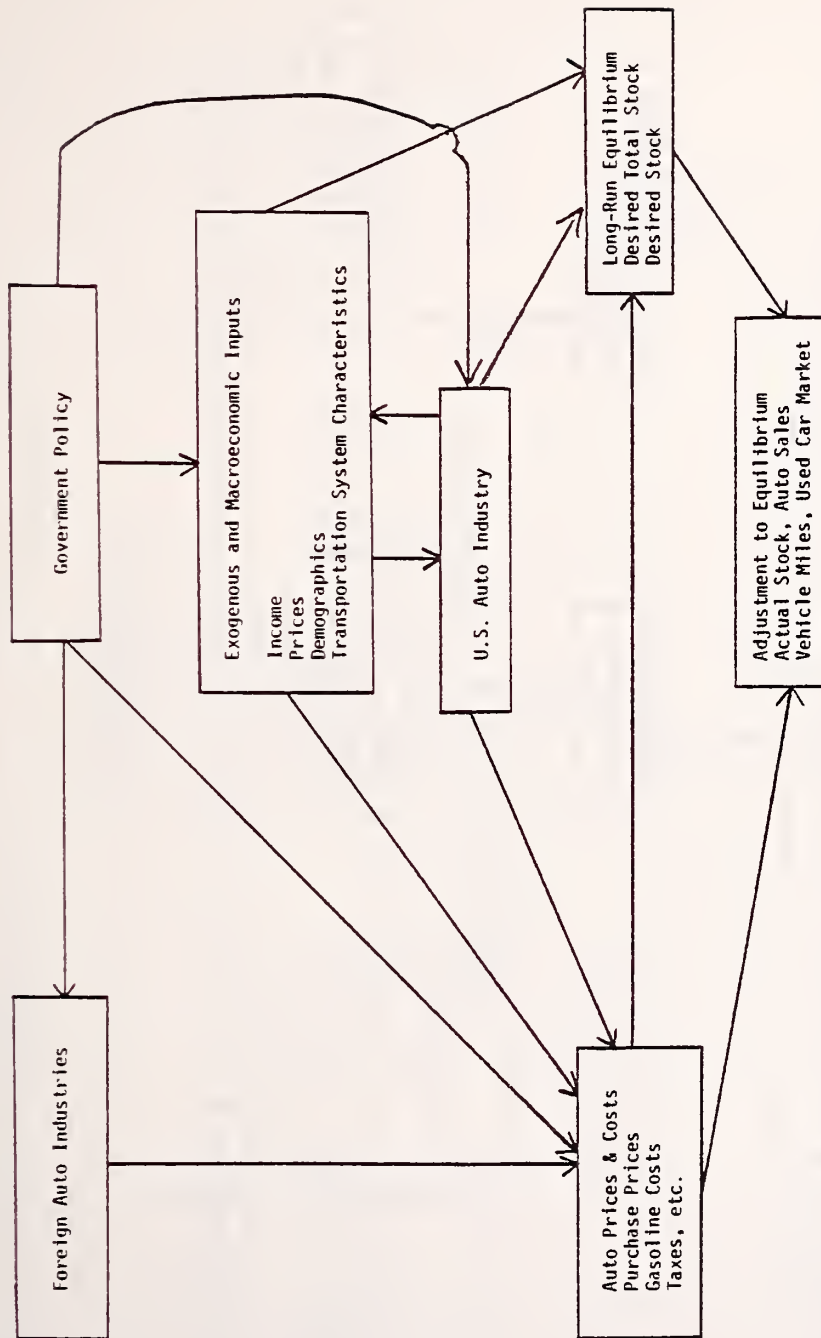 Foreign Auto Industries
Government Policy
Exogenous and Macroeconomic Inputs
Income
Prices
Demographics
Transportation System Characteristics
U.S. Auto Industry
Auto Prices & Costs
Purchase Prices
Gasoline Costs
Taxes, etc.
Long-Run Equilibrium
Desired Total Stock
Desired Stock
Adjustment to Equilibrium
Actual Stock, Auto Sales
Vehicle Miles, Used Car Market